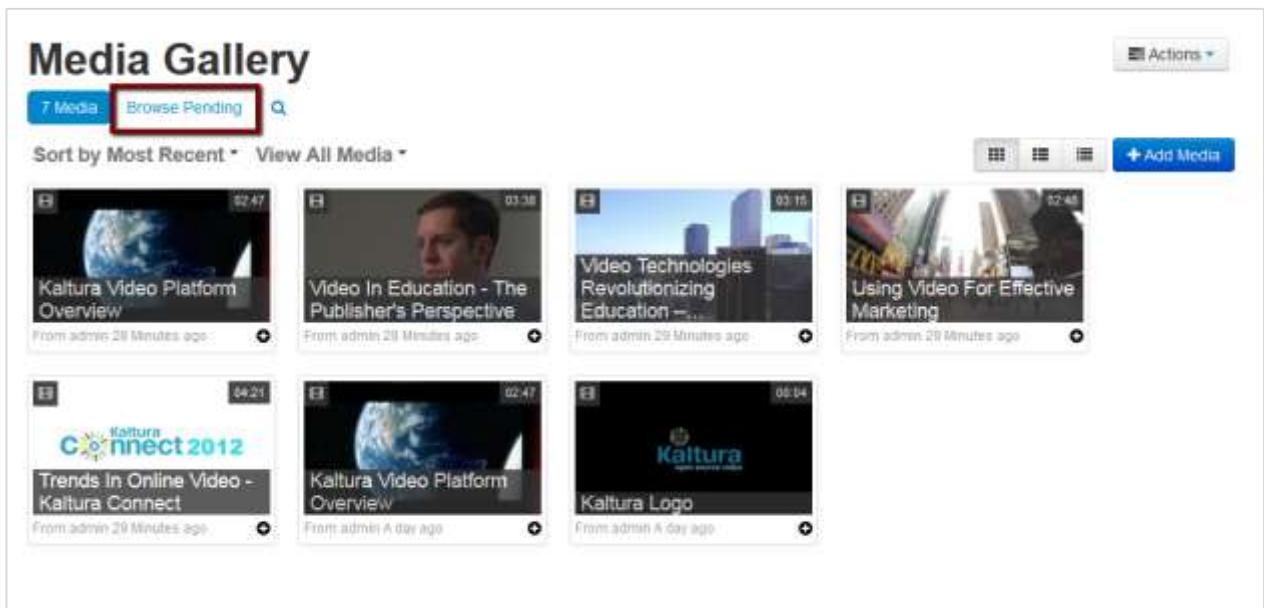 Media Gallery
Actions
7 Media Browse Pending
Sort by Most Recent View All Media
+ Add Media
02:47
Kaltura Video Platform
Overview
From admin 28 Minutes ago
03:38
Video In Education - The
Publisher's Perspective
From admin 28 Minutes ago
03:15
Video Technologies
Revolutionizing
Education –...
From admin 29 Minutes ago
02:48
Using Video For Effective
Marketing
From admin 29 Minutes ago
04:21
Kaltura
Connect 2012
Trends In Online Video -
Kaltura Connect
From admin 29 Minutes ago
02:47
Kaltura Video Platform
Overview
From admin A day ago
00:04
Kaltura
open source video
Kaltura Logo
From admin A day ago